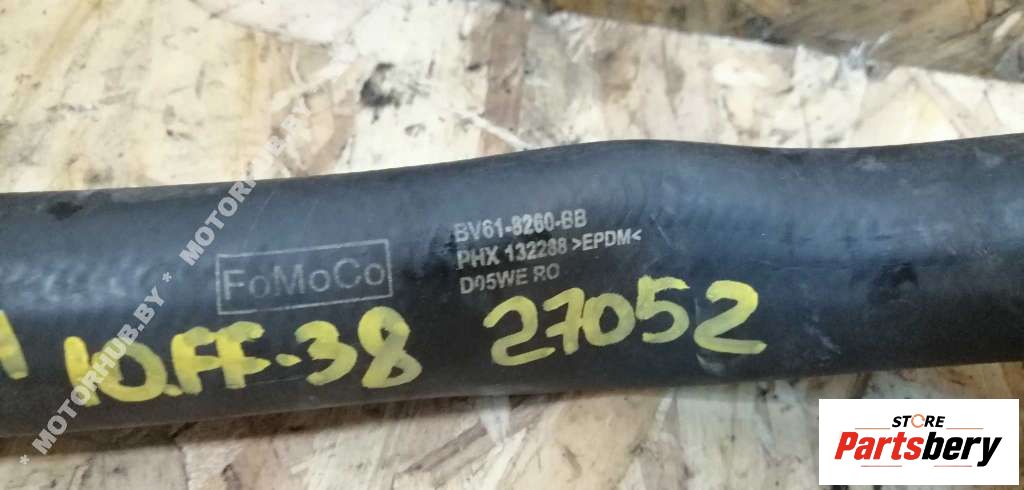 BV61-8260-BB
PHX 132288 >EPDM<
D05WE RO
FoMoCo
10.FF-38 27052
* MOTORHUB.BY * MOTORHUB.BY *
STORE
Partsbery